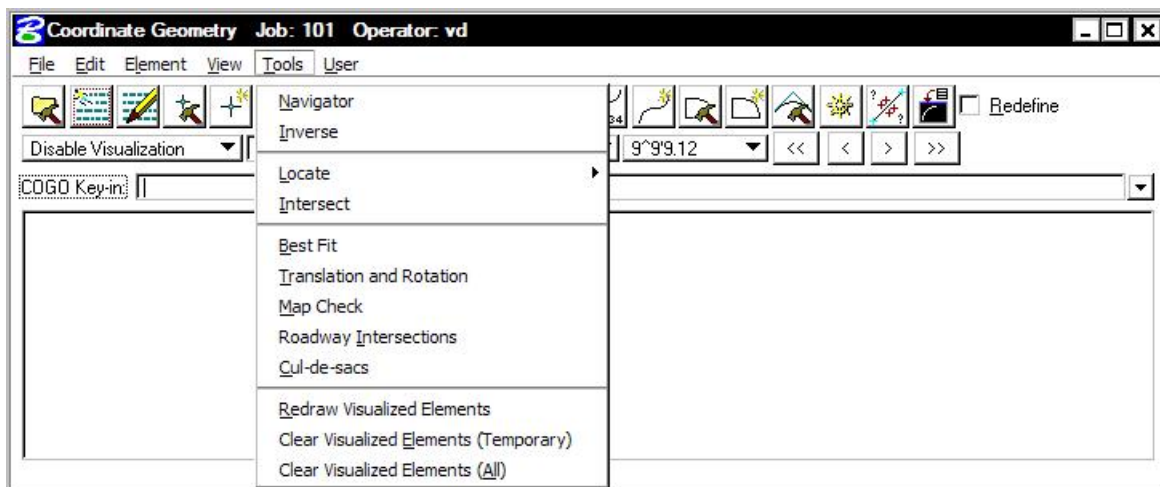 Coordinate Geometry Job: 101 Operator: vd
File Edit Element View Tools User
Redefine
Disable Visualization 9^9'9.12 << < > >>
COGO Key-in:
Navigator
Inverse
Locate
Intersect
Best Fit
Translation and Rotation
Map Check
Roadway Intersections
Cul-de-sacs
Redraw Visualized Elements
Clear Visualized Elements (Temporary)
Clear Visualized Elements (All)